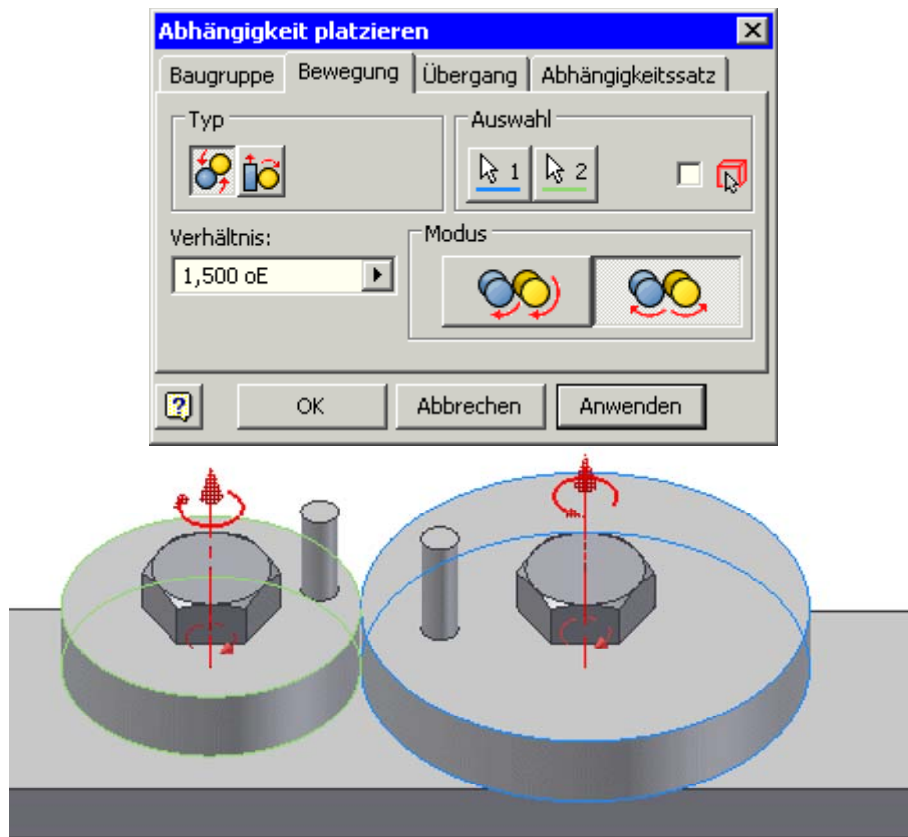 Abhängigkeit platzieren
Baugruppe Bewegung Übergang Abhängigkeitssatz
Typ Auswahl
1 2
Verhältnis: Modus
1,500 oE
? OK Abbrechen Anwenden